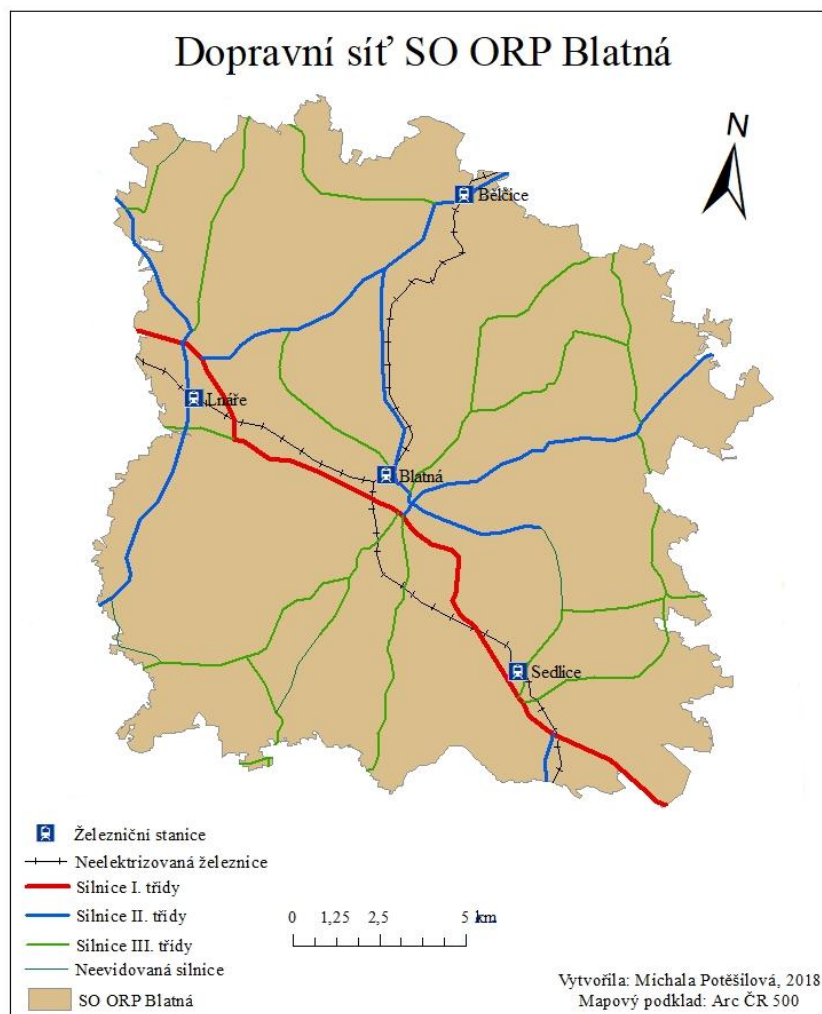 Dopravní síť SO ORP Blatná
N
Bělčice
Lnáře
Blatná
Sedlice
Železniční stanice
Neelektrizovaná železnice
Silnice I. třídy
Silnice II. třídy
Silnice III. třídy
Neevidovaná silnice
SO ORP Blatná
0 1,25 2,5 5 km
Vytvořila: Michala Potěšilová, 2018
Mapový podklad: Arc ČR 500